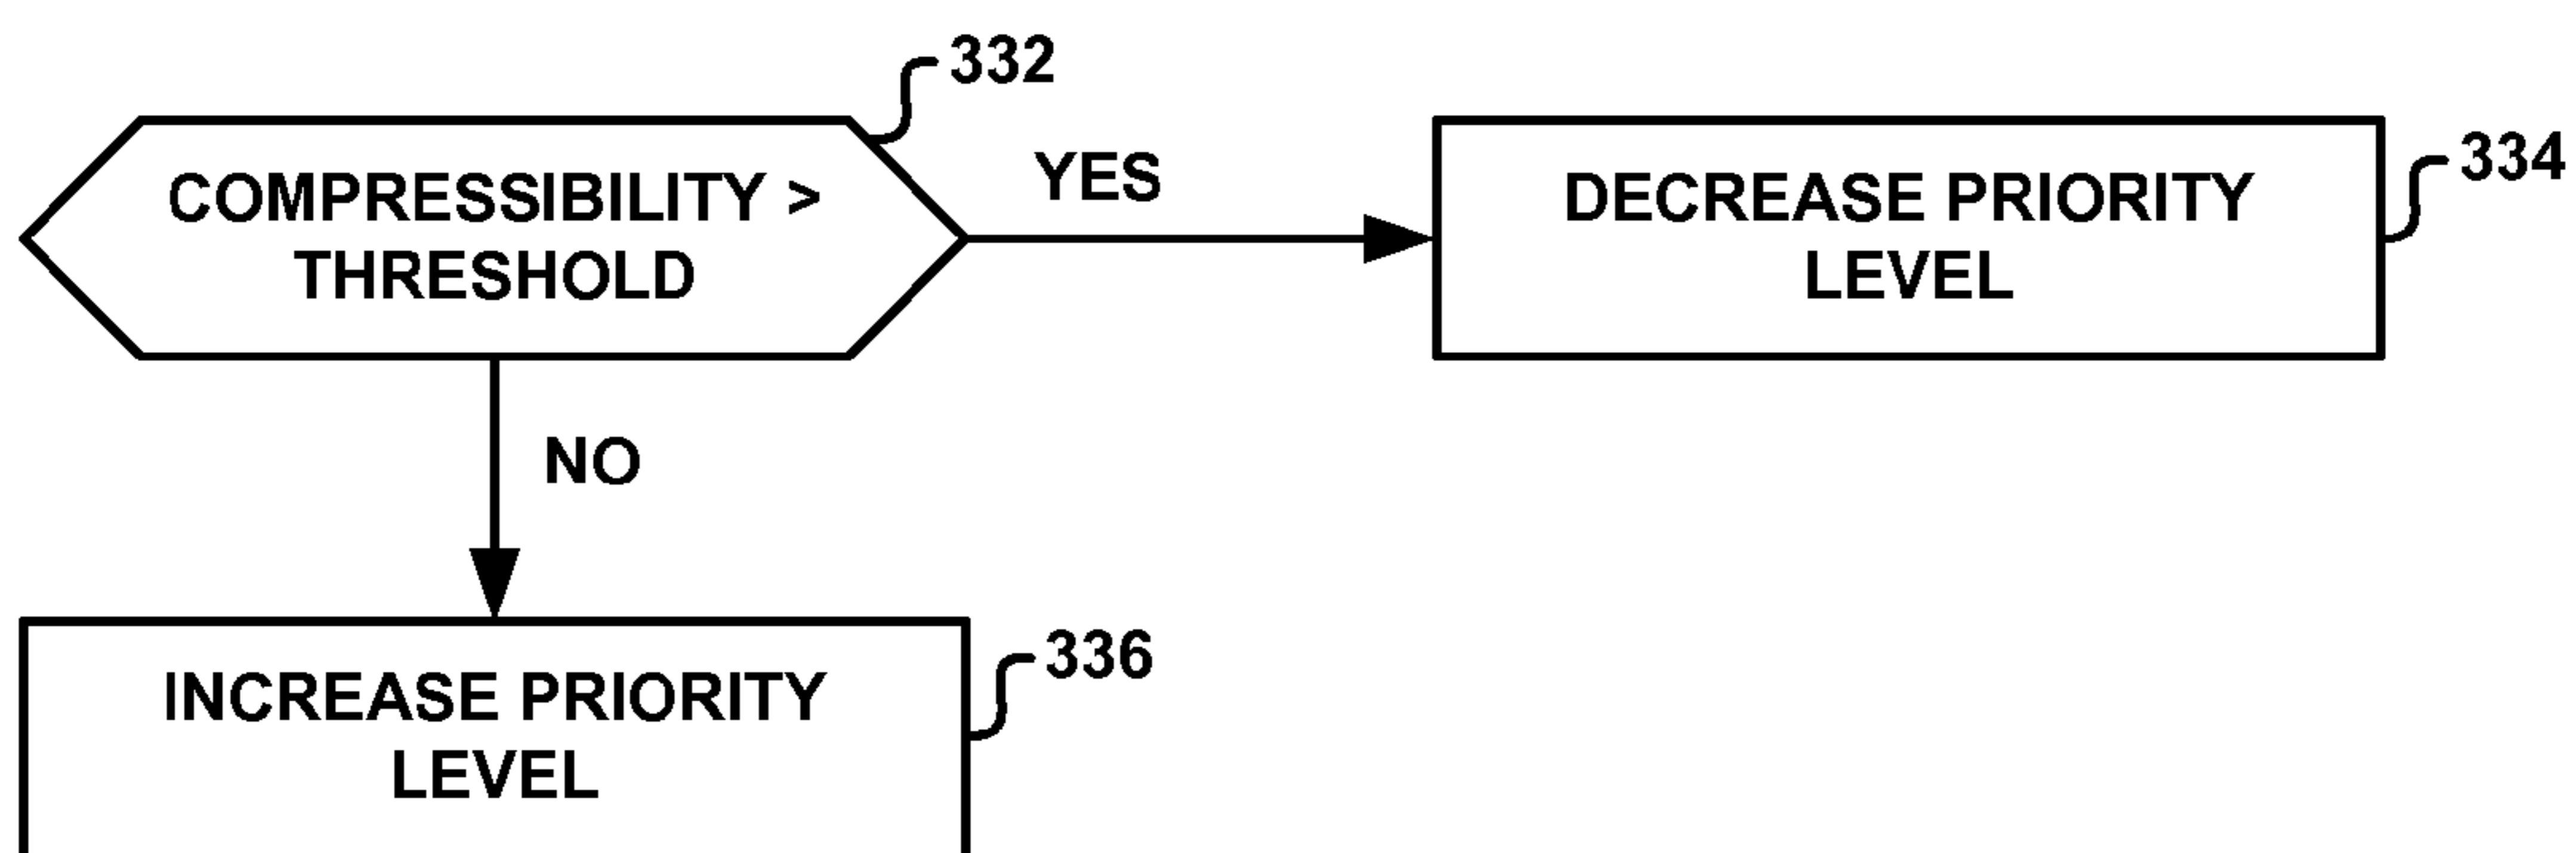 332
COMPRESSIBILITY >
THRESHOLD
YES
334
DECREASE PRIORITY
LEVEL
NO
336
INCREASE PRIORITY
LEVEL